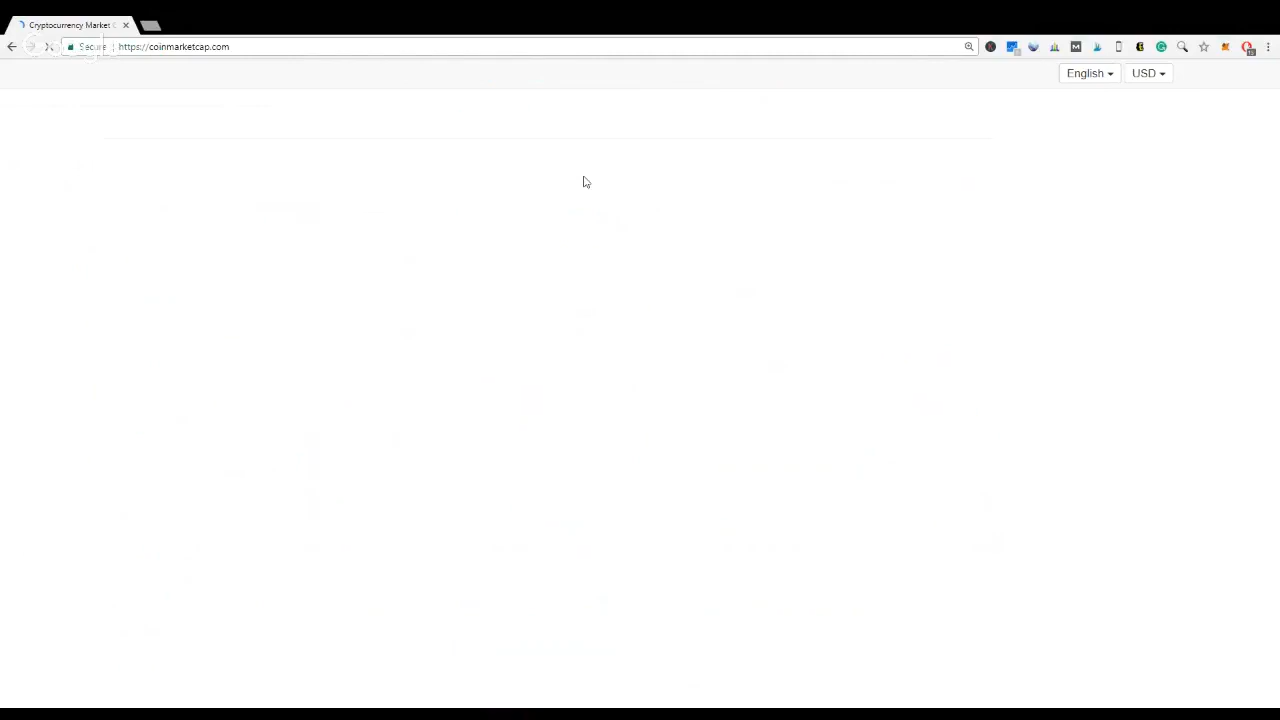 Cryptocurrency Market
Secure
https://coinmarketcap.com
English
USD